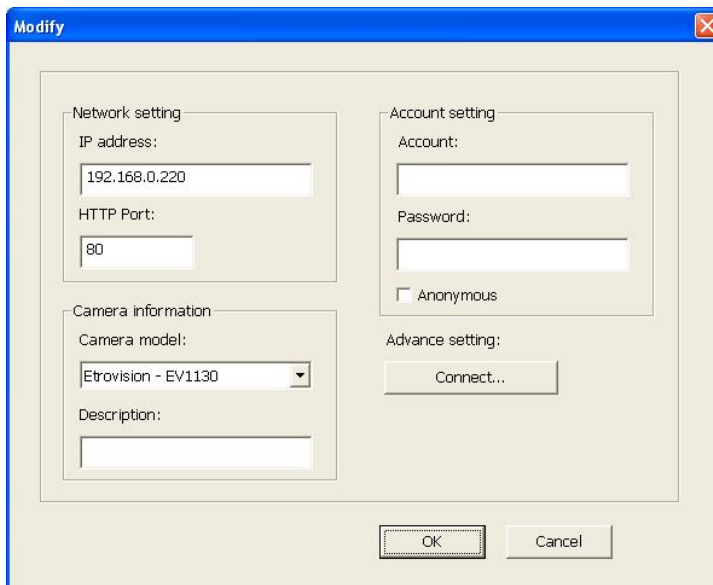 Modify
Network setting
IP address:
192.168.0.220
HTTP Port:
80
Camera information
Camera model:
Etrovision - EV1130
Description:
Account setting
Account:
Password:
Anonymous
Advance setting:
Connect...
OK
Cancel